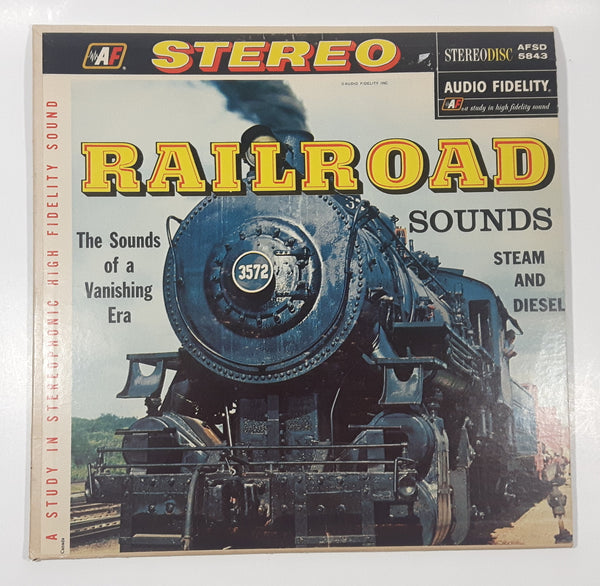 AF
STEREO
STEREODISC
AFSD
5843
AUDIO FIDELITY
AF a study in high fidelity sound
© AUDIO FIDELITY INC.
RAILROAD
SOUNDS
STEAM
AND
DIESEL
The Sounds
of a
Vanishing
Era
3572
A STUDY IN STEREOPHONIC HIGH FIDELITY SOUND
Canada